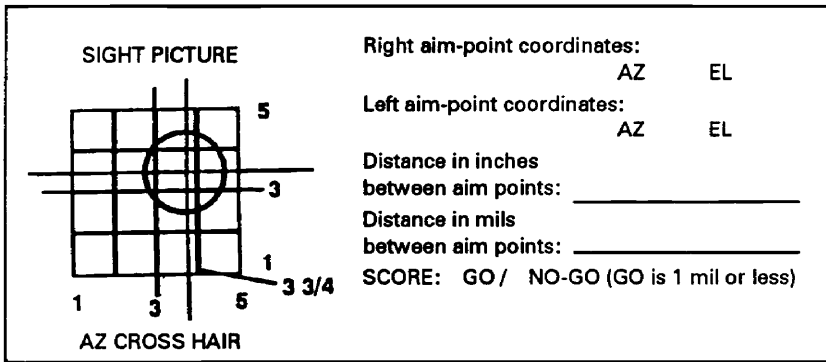 SIGHT PICTURE
5
3
1
3 3/4
1 3 5
AZ CROSS HAIR
Right aim-point coordinates:
AZ EL
Left aim-point coordinates:
AZ EL
Distance in inches
between aim points:
Distance in mils
between aim points:
SCORE: GO / NO-GO (GO is 1 mil or less)